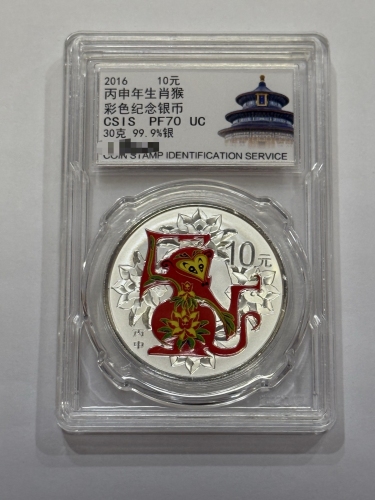 2016 10元
丙申年生肖猴
彩色纪念银币
CSIS PF70 UC
30克 99.9%银
COIN STAMP IDENTIFICATION SERVICE
10元
丙申